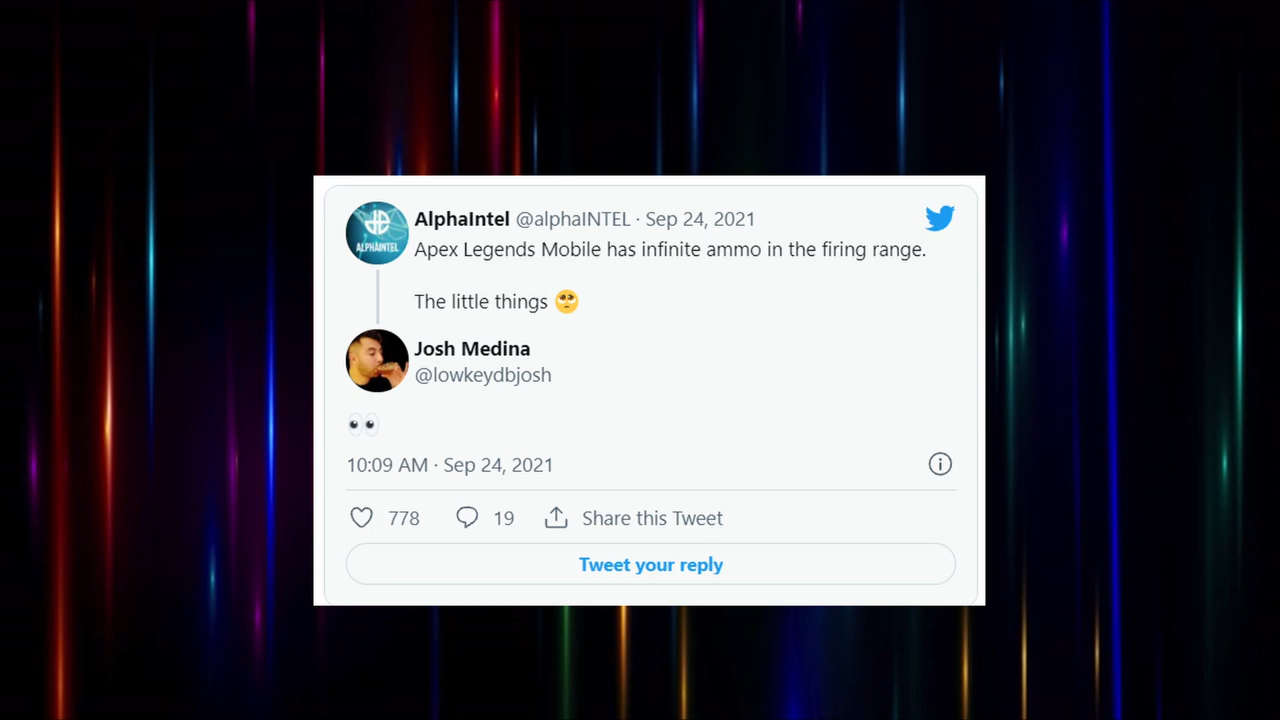 AlphaIntel @alphaINTEL · Sep 24, 2021
Apex Legends Mobile has infinite ammo in the firing range.
The little things 🥺
ALPHAINTEL
Josh Medina
@lowkeydbjosh
👀
10:09 AM · Sep 24, 2021
778 19 Share this Tweet
Tweet your reply